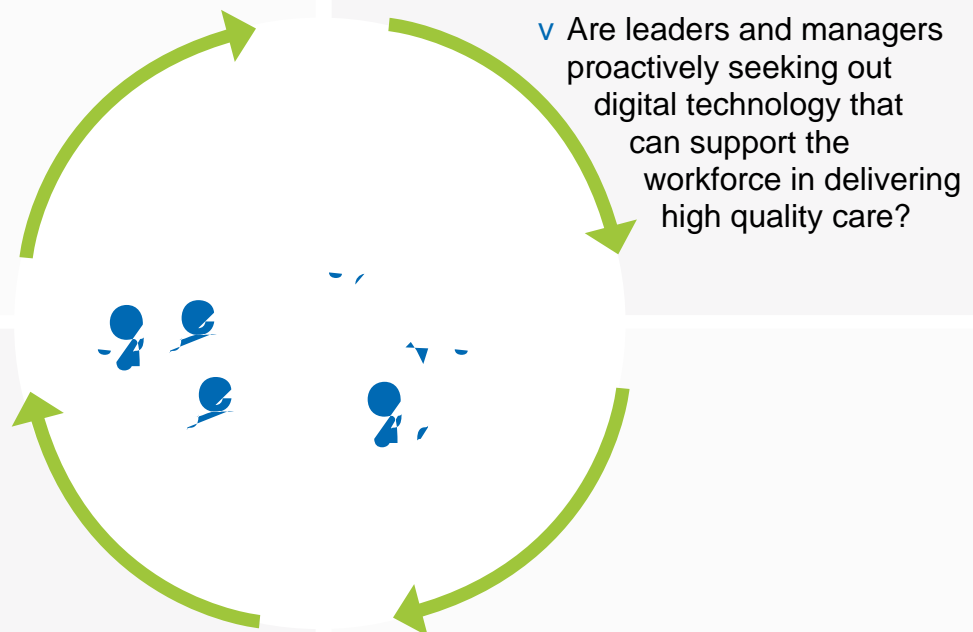 v Are leaders and managers
proactively seeking out
digital technology that
can support the
workforce in delivering
high quality care?